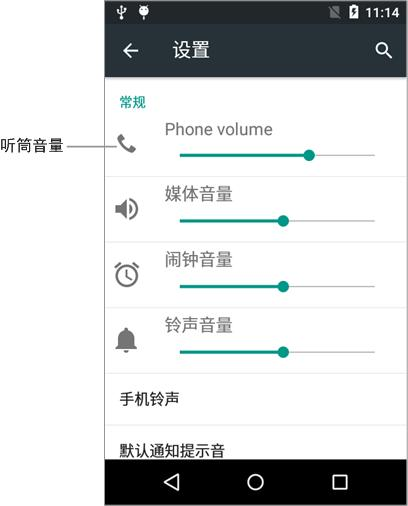 11:14
设置
常规
Phone volume
听筒音量
媒体音量
闹钟音量
铃声音量
手机铃声
默认通知提示音